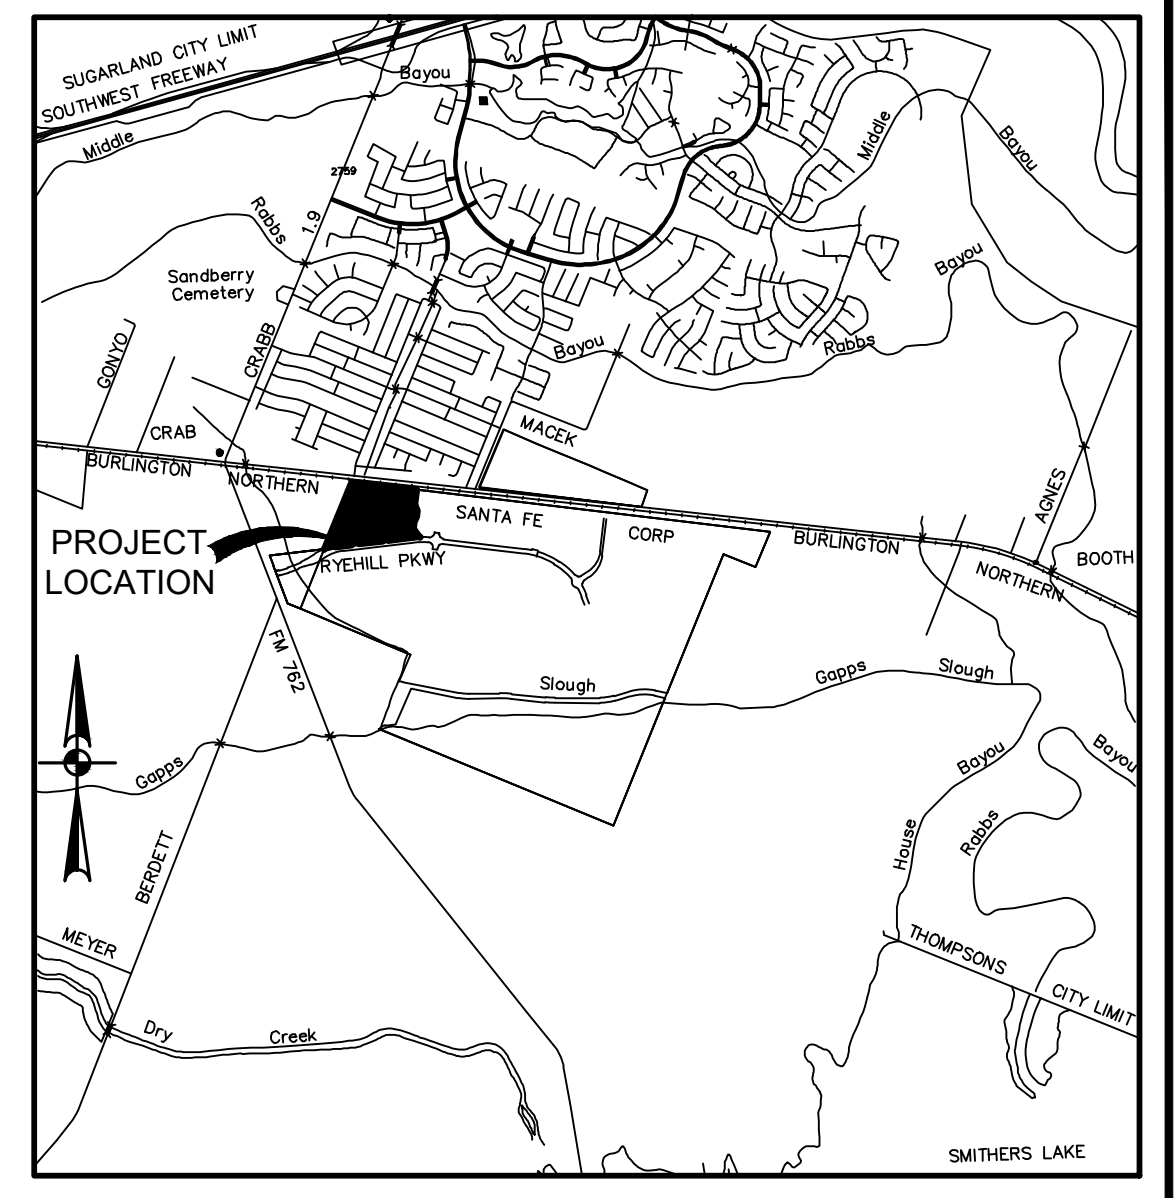 SUGARLAND CITY LIMIT
SOUTHWEST FREEWAY
Bayou
Middle
Middle
Bayou
2759
Rabbs
1.9
Sandberry
Cemetery
Bayou
GONYO
CRABB
Bayou
Rabbs
CRAB
MACEK
BURLINGTON
NORTHERN
AGNES
SANTA FE
CORP
BURLINGTON
NORTHERN
BOOTH
PROJECT
LOCATION
RYEHILL PKWY
FM 762
Slough
Gapps
Slough
Gapps
Bayou
Bayou
House
Rabbs
BERDETT
MEYER
THOMPSONS
CITY LIMIT
Dry
Creek
SMITHERS LAKE